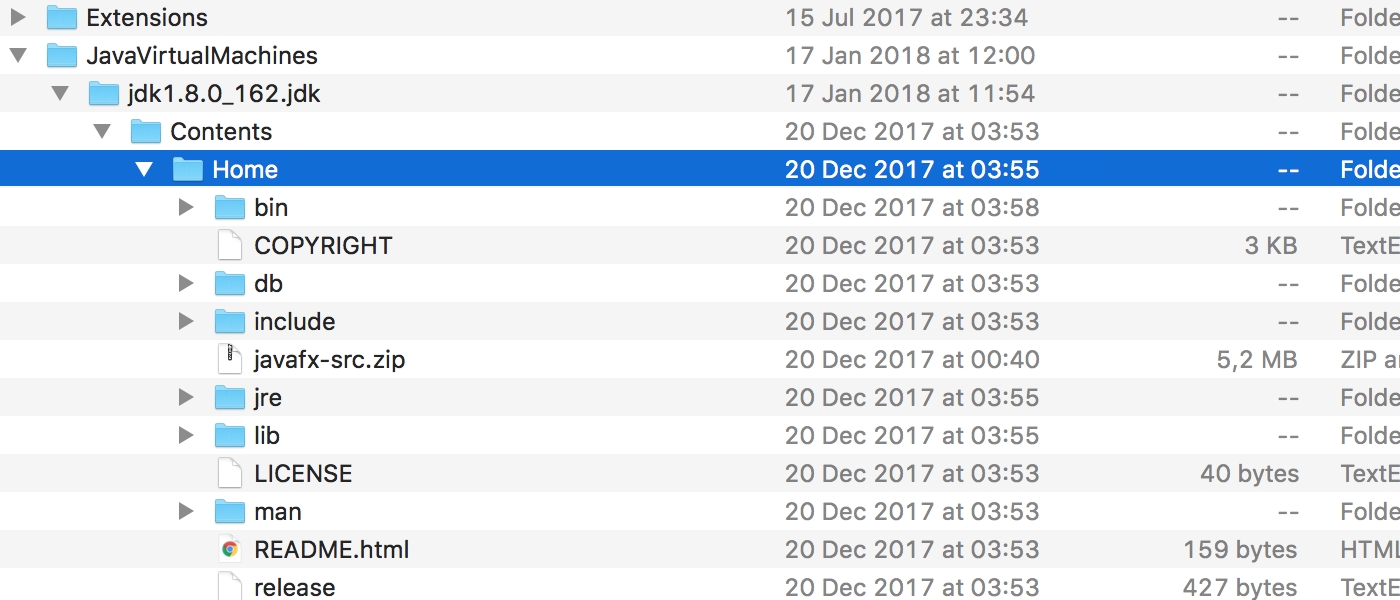 Extensions 15 Jul 2017 at 23:34 -- Folde
JavaVirtualMachines 17 Jan 2018 at 12:00 -- Folde
jdk1.8.0_162.jdk 17 Jan 2018 at 11:54 -- Folde
Contents 20 Dec 2017 at 03:53 -- Folde
Home 20 Dec 2017 at 03:55 -- Folde
bin 20 Dec 2017 at 03:58 -- Folde
COPYRIGHT 20 Dec 2017 at 03:53 3 KB TextE
db 20 Dec 2017 at 03:53 -- Folde
include 20 Dec 2017 at 03:53 -- Folde
javafx-src.zip 20 Dec 2017 at 00:40 5,2 MB ZIP a
jre 20 Dec 2017 at 03:55 -- Folde
lib 20 Dec 2017 at 03:55 -- Folde
LICENSE 20 Dec 2017 at 03:53 40 bytes TextE
man 20 Dec 2017 at 03:53 -- Folde
README.html 20 Dec 2017 at 03:53 159 bytes HTML
release 20 Dec 2017 at 03:53 427 bytes TextE